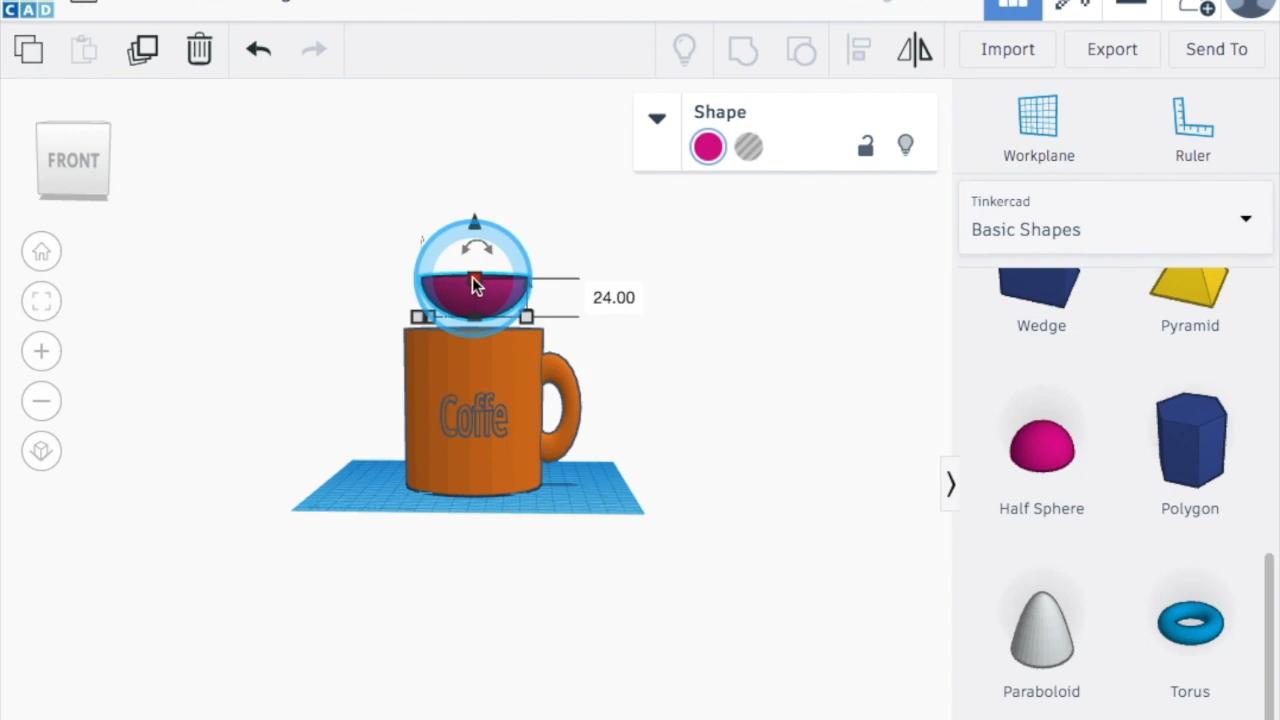 CAD
Import
Export
Send To
FRONT
Shape
Workplane
Ruler
Tinkercad
Basic Shapes
24.00
Wedge
Pyramid
Coffe
Half Sphere
Polygon
Paraboloid
Torus